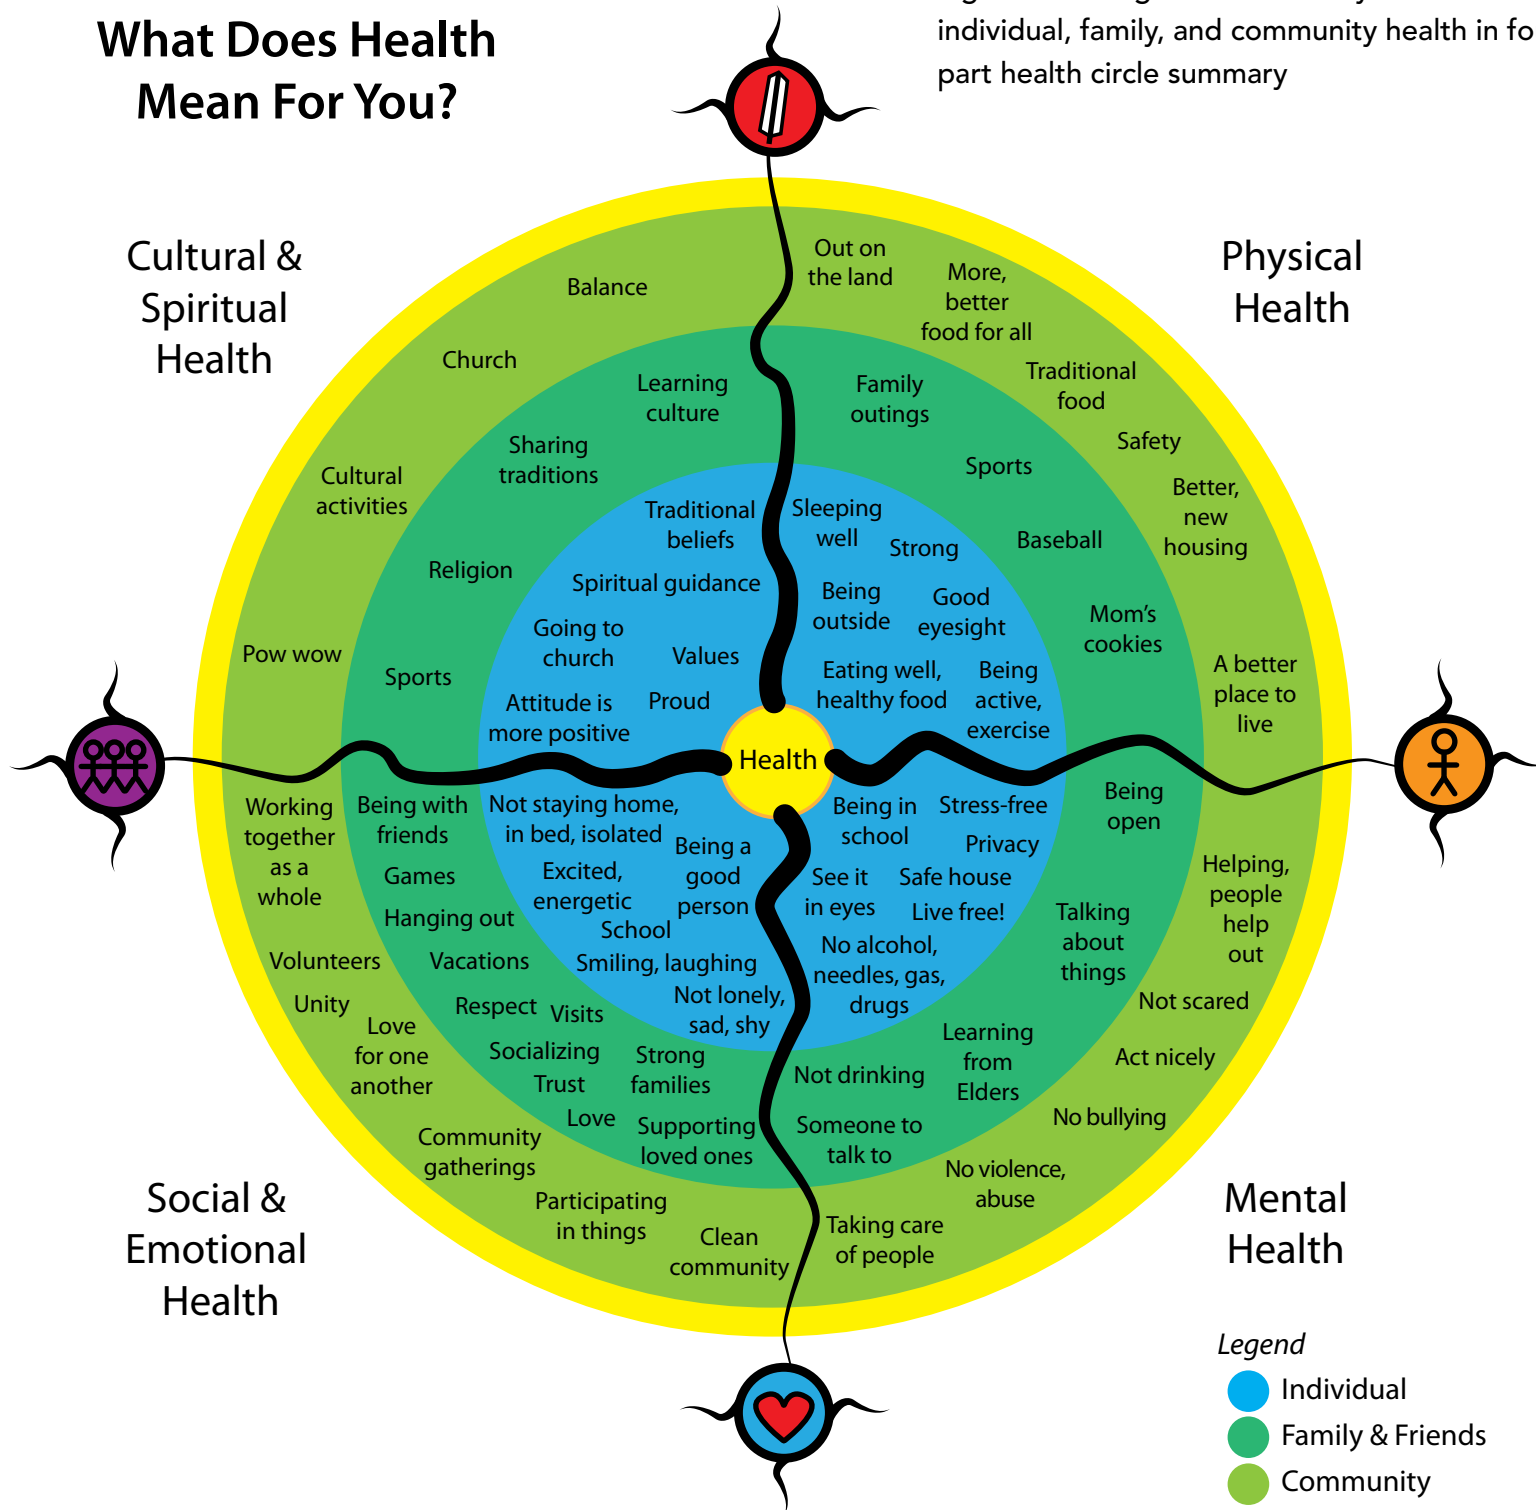 What Does Health
Mean For You?
individual, family, and community health in fo
part health circle summary
Cultural &
Spiritual
Health
Physical
Health
Balance
Church
Cultural
activities
Pow wow
Out on
the land
More,
better
food for all
Traditional
food
Safety
Better,
new
housing
A better
place to
live
Learning
culture
Sharing
traditions
Religion
Sports
Family
outings
Sports
Baseball
Mom's
cookies
Traditional
beliefs
Spiritual guidance
Going to
church
Values
Attitude is
more positive
Proud
Sleeping
well
Strong
Being
outside
Good
eyesight
Eating well,
healthy food
Being
active,
exercise
Health
Working
together
as a
whole
Volunteers
Unity
Love
for one
another
Community
gatherings
Participating
in things
Clean
community
Being with
friends
Games
Hanging out
Vacations
Respect
Visits
Socializing
Trust
Love
Strong
families
Supporting
loved ones
Not staying home,
in bed, isolated
Being a
good
person
Excited,
energetic
School
Smiling, laughing
Not lonely,
sad, shy
Being in
school
Stress-free
Privacy
See it
in eyes
Safe house
Live free!
No alcohol,
needles, gas,
drugs
Being
open
Talking
about
things
Learning
from
Elders
Not drinking
Someone to
talk to
Helping,
people
help
out
Not scared
Act nicely
No bullying
No violence,
abuse
Taking care
of people
Social &
Emotional
Health
Mental
Health
Legend
Individual
Family & Friends
Community